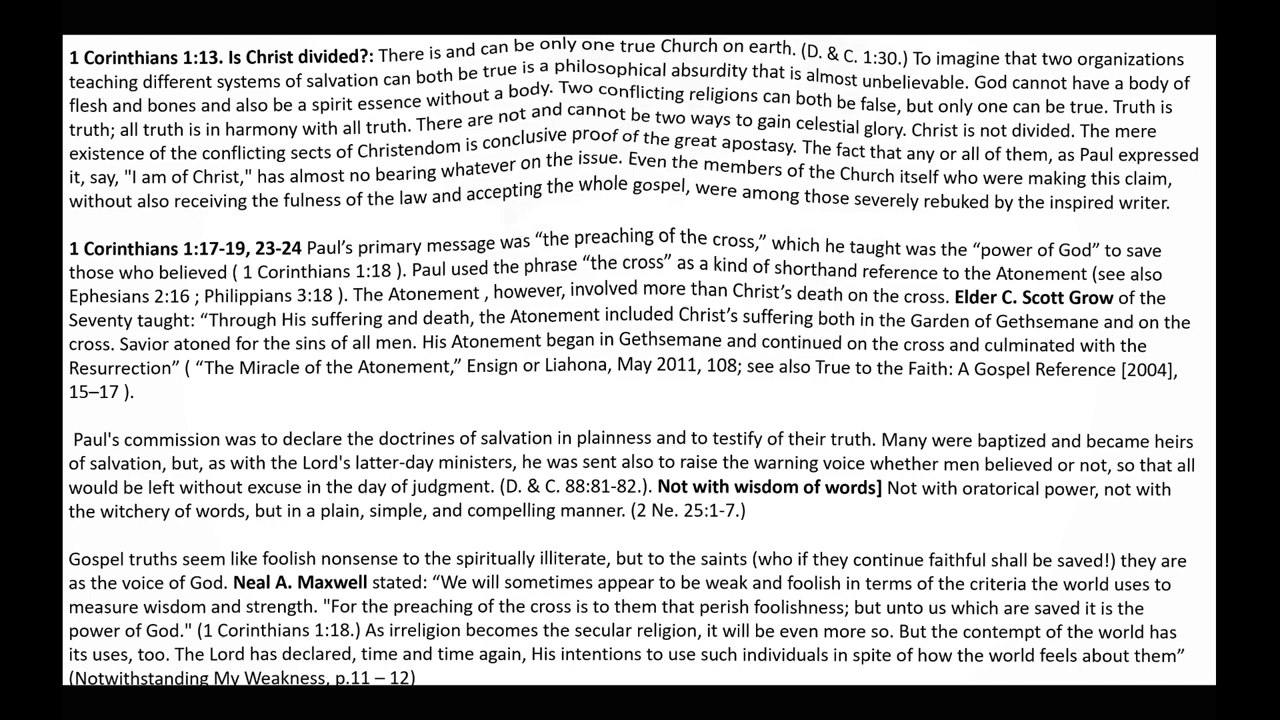 1 Corinthians 1:13. Is Christ divided?: There is and can be only one true Church on earth. (D. & C. 1:30.) To imagine that two organizations
teaching different systems of salvation can both be true is a philosophical absurdity that is almost unbelievable. God cannot have a body of
flesh and bones and also be a spirit essence without a body. Two conflicting religions can both be false, but only one can be true. Truth is
truth; all truth is in harmony with all truth. There are not and cannot be two ways to gain celestial glory. Christ is not divided. The mere
existence of the conflicting sects of Christendom is conclusive proof of the great apostasy. The fact that any or all of them, as Paul expressed
it, say, "I am of Christ," has almost no bearing whatever on the issue. Even the members of the Church itself who were making this claim,
without also receiving the fulness of the law and accepting the whole gospel, were among those severely rebuked by the inspired writer.
1 Corinthians 1:17-19, 23-24 Paul’s primary message was “the preaching of the cross,” which he taught was the “power of God” to save
those who believed ( 1 Corinthians 1:18 ). Paul used the phrase “the cross” as a kind of shorthand reference to the Atonement (see also
Ephesians 2:16 ; Philippians 3:18 ). The Atonement , however, involved more than Christ’s death on the cross. Elder C. Scott Grow of the
Seventy taught: “Through His suffering and death, the Atonement included Christ’s suffering both in the Garden of Gethsemane and on the
cross. Savior atoned for the sins of all men. His Atonement began in Gethsemane and continued on the cross and culminated with the
Resurrection” ( “The Miracle of the Atonement,” Ensign or Liahona, May 2011, 108; see also True to the Faith: A Gospel Reference [2004],
15–17 ).
Paul's commission was to declare the doctrines of salvation in plainness and to testify of their truth. Many were baptized and became heirs
of salvation, but, as with the Lord's latter-day ministers, he was sent also to raise the warning voice whether men believed or not, so that all
would be left without excuse in the day of judgment. (D. & C. 88:81-82.). Not with wisdom of words] Not with oratorical power, not with
the witchery of words, but in a plain, simple, and compelling manner. (2 Ne. 25:1-7.)
Gospel truths seem like foolish nonsense to the spiritually illiterate, but to the saints (who if they continue faithful shall be saved!) they are
as the voice of God. Neal A. Maxwell stated: “We will sometimes appear to be weak and foolish in terms of the criteria the world uses to
measure wisdom and strength. "For the preaching of the cross is to them that perish foolishness; but unto us which are saved it is the
power of God." (1 Corinthians 1:18.) As irreligion becomes the secular religion, it will be even more so. But the contempt of the world has
its uses, too. The Lord has declared, time and time again, His intentions to use such individuals in spite of how the world feels about them”
(Notwithstanding My Weakness, p.11 – 12)